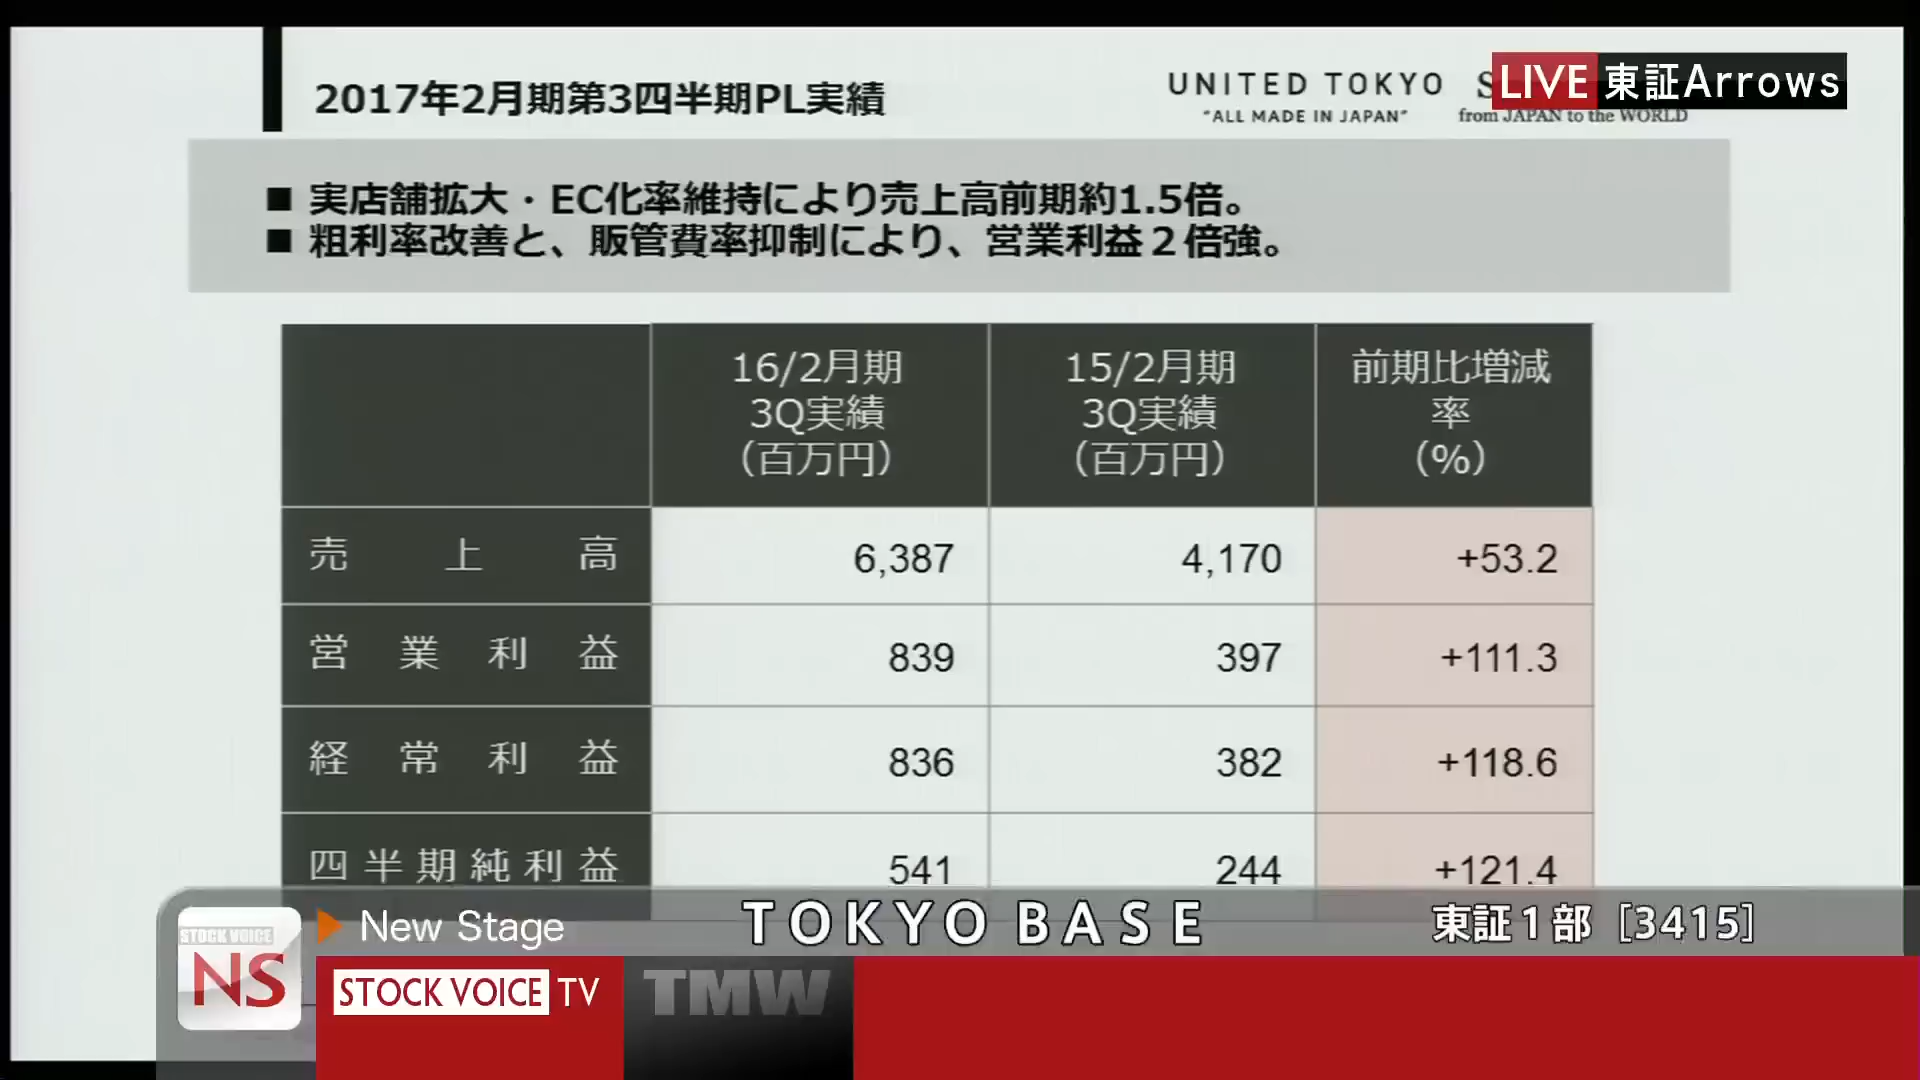 2017年2月期第3四半期PL実績
UNITED TOKYO
"ALL MADE IN JAPAN"
from JAPAN to the WORLD
LIVE 東証Arrows
■ 実店舗拡大・EC化率維持により売上高前期約1.5倍。
■ 粗利率改善と、販管費率抑制により、営業利益２倍強。
16/2月期
3Q実績
（百万円）
15/2月期
3Q実績
（百万円）
前期比増減
率
（%）
売上高 6,387 4,170 +53.2
営業利益 839 397 +111.3
経常利益 836 382 +118.6
四半期純利益 541 244 +121.4
STOCK VOICE
NS
New Stage
TOKYO BASE
東証１部 [3415]
STOCK VOICE TV
TMW